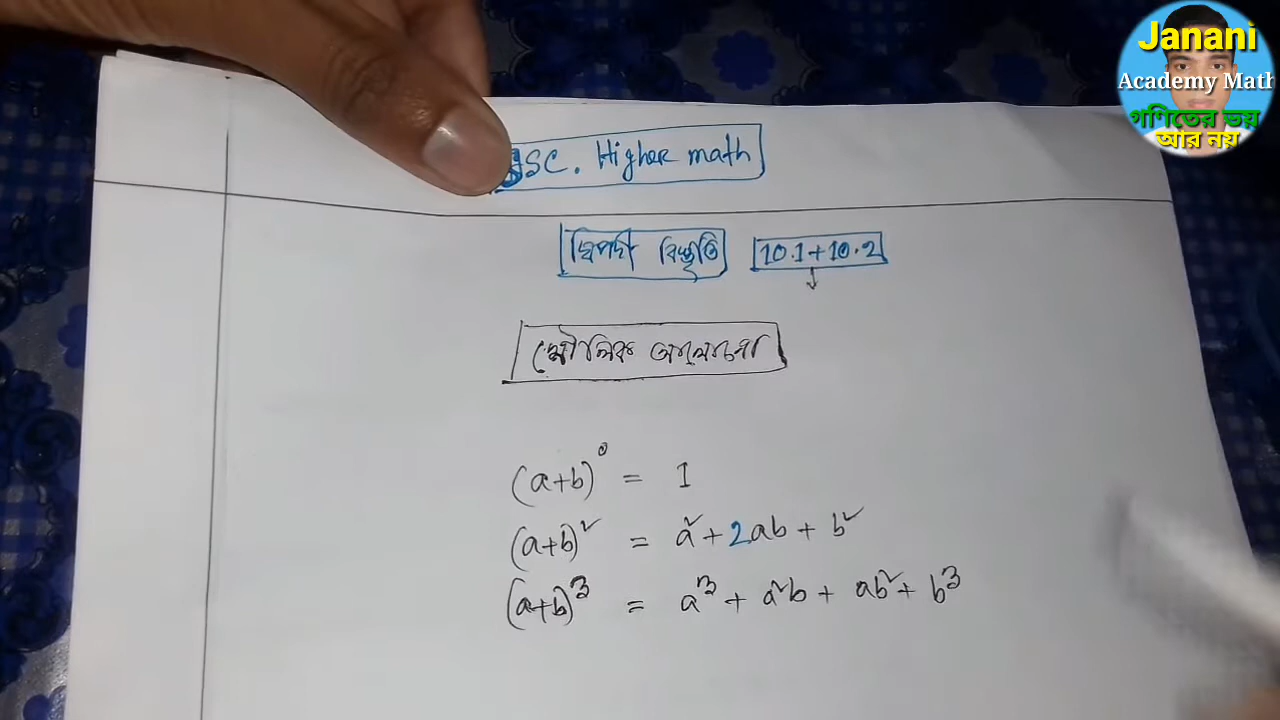 Janani
Academy Math
গণিতের ভয়
আর নয়
SSC. Higher math
দ্বিপদী বিস্তৃতি 10.1+10.2
মৌলিক আলোচনা
(a+b)⁰ = 1
(a+b)² = a² + 2ab + b²
(a+b)³ = a³ + a²b + ab² + b³